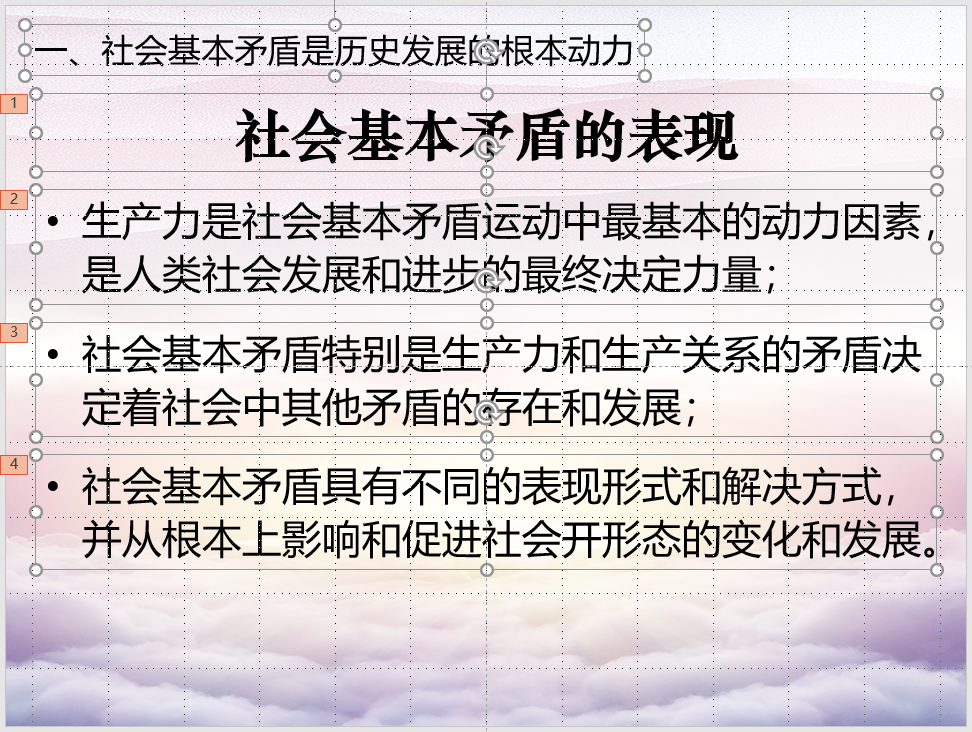 一、社会基本矛盾是历史发展的根本动力
1
社会基本矛盾的表现
2
• 生产力是社会基本矛盾运动中最基本的动力因素，
是人类社会发展和进步的最终决定力量；
3
• 社会基本矛盾特别是生产力和生产关系的矛盾决
定着社会中其他矛盾的存在和发展；
4
• 社会基本矛盾具有不同的表现形式和解决方式，
并从根本上影响和促进社会开形态的变化和发展。